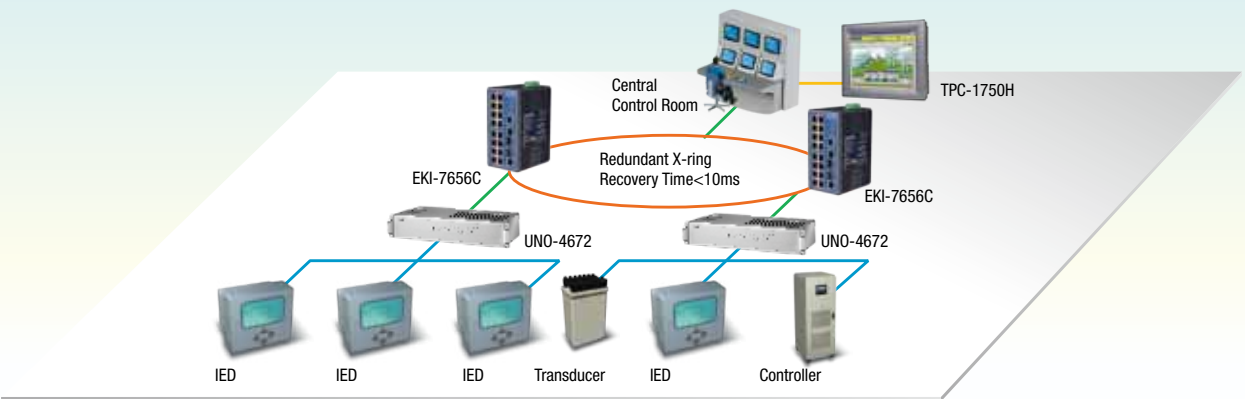 Central
Control Room
TPC-1750H
Redundant X-ring
Recovery Time<10ms
EKI-7656C
EKI-7656C
UNO-4672
UNO-4672
IED
IED
IED
Transducer
IED
Controller